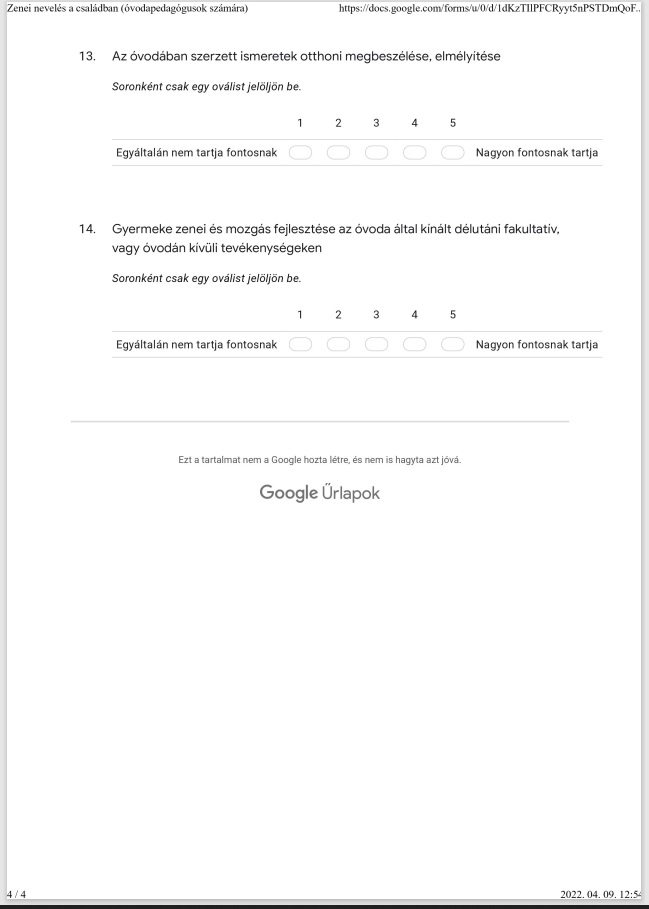 Zenei nevelés a családban (óvodapedagógusok számára) https://docs.google.com/forms/u/0/d/1dKzTIlPFCRyyt5nPSTDmQoF...
13. Az óvodában szerzett ismeretek otthoni megbeszélése, elmélyítése
Soronként csak egy oválist jelöljön be.
1 2 3 4 5
Egyáltalán nem tartja fontosnak Nagyon fontosnak tartja
14. Gyermeke zenei és mozgás fejlesztése az óvoda által kínált délutáni fakultatív,
vagy óvodán kívüli tevékenységeken
Soronként csak egy oválist jelöljön be.
1 2 3 4 5
Egyáltalán nem tartja fontosnak Nagyon fontosnak tartja
Ezt a tartalmat nem a Google hozta létre, és nem is hagyta azt jóvá.
Google Űrlapok
4 / 4 2022. 04. 09. 12:54